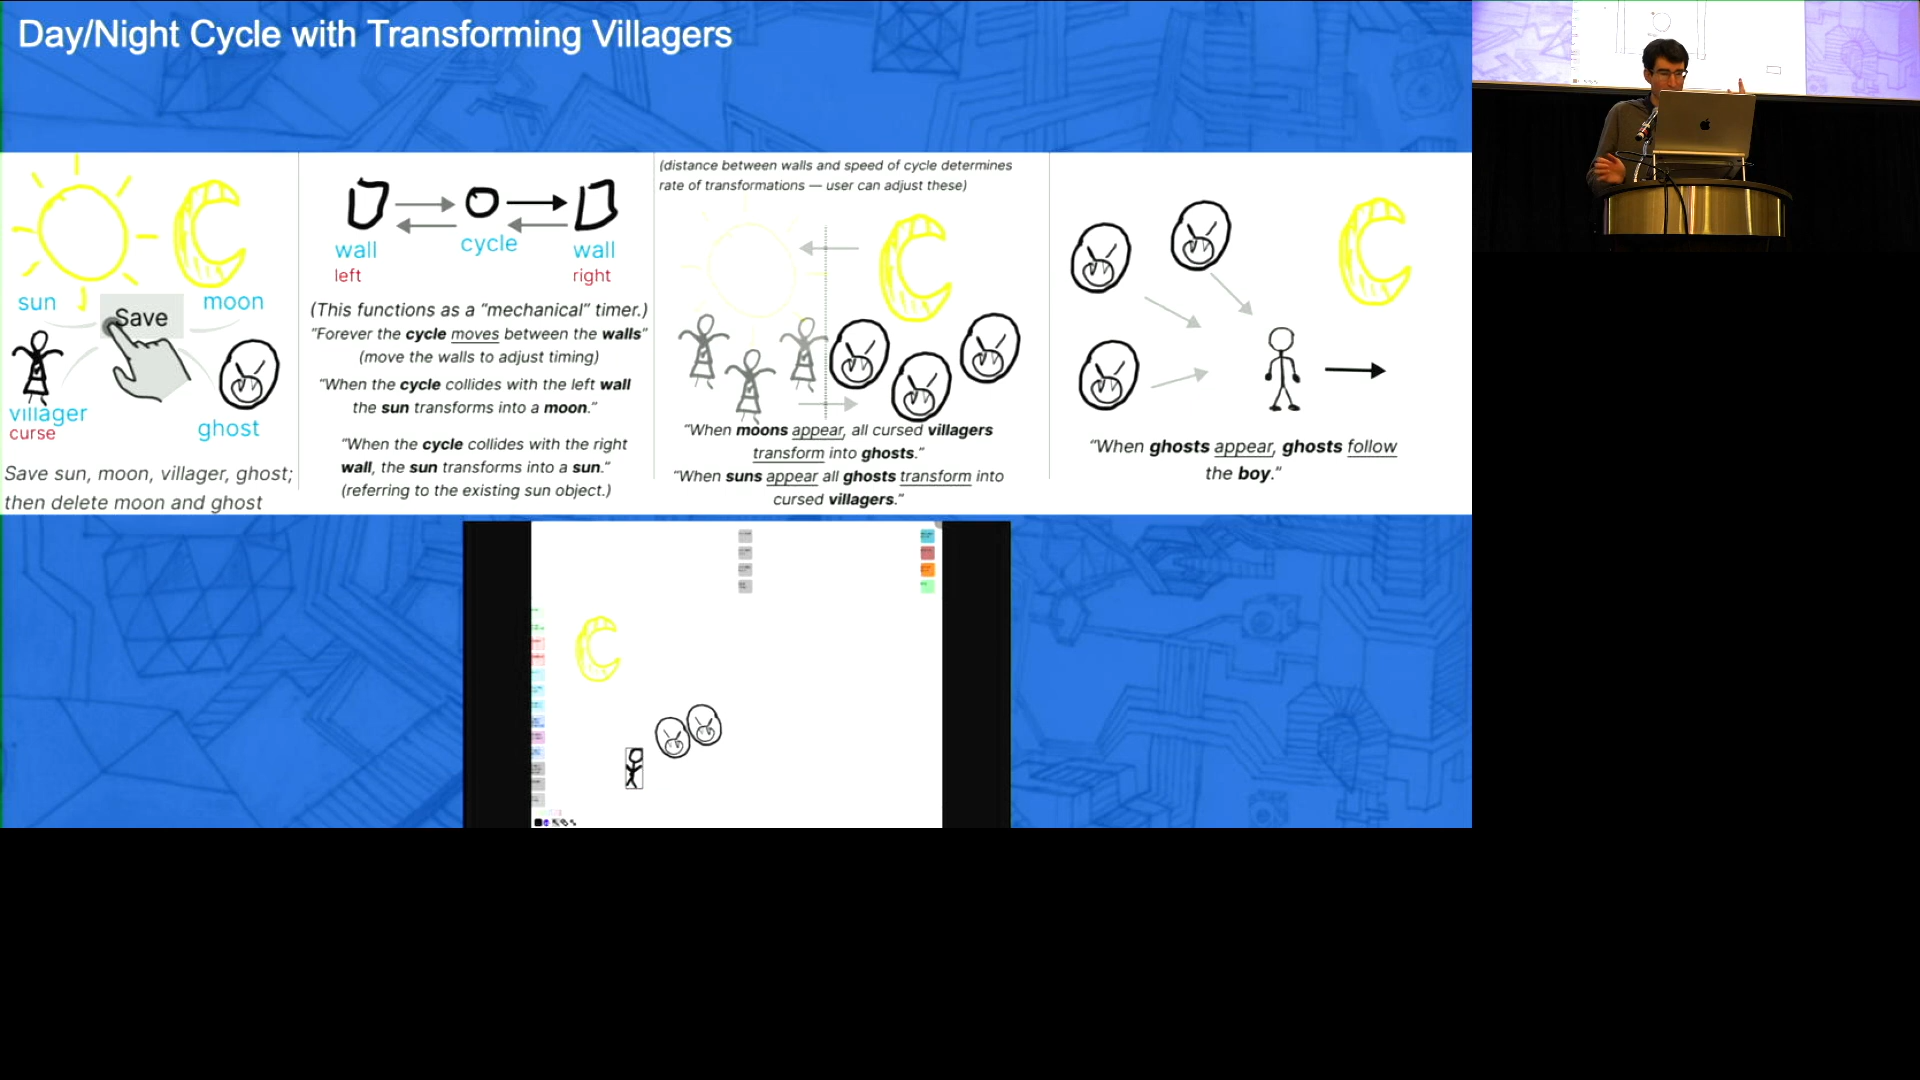 Day/Night Cycle with Transforming Villagers
sun
moon
Save
villager
curse
ghost
Save sun, moon, villager, ghost;
then delete moon and ghost
wall
cycle
wall
left
right
(This functions as a “mechanical” timer.)
“Forever the cycle moves between the walls”
(move the walls to adjust timing)
“When the cycle collides with the left wall
the sun transforms into a moon.”
“When the cycle collides with the right
wall, the sun transforms into a sun.”
(referring to the existing sun object.)
(distance between walls and speed of cycle determines
rate of transformations — user can adjust these)
“When moons appear, all cursed villagers
transform into ghosts.”
“When suns appear all ghosts transform into
cursed villagers.”
“When ghosts appear, ghosts follow
the boy.”